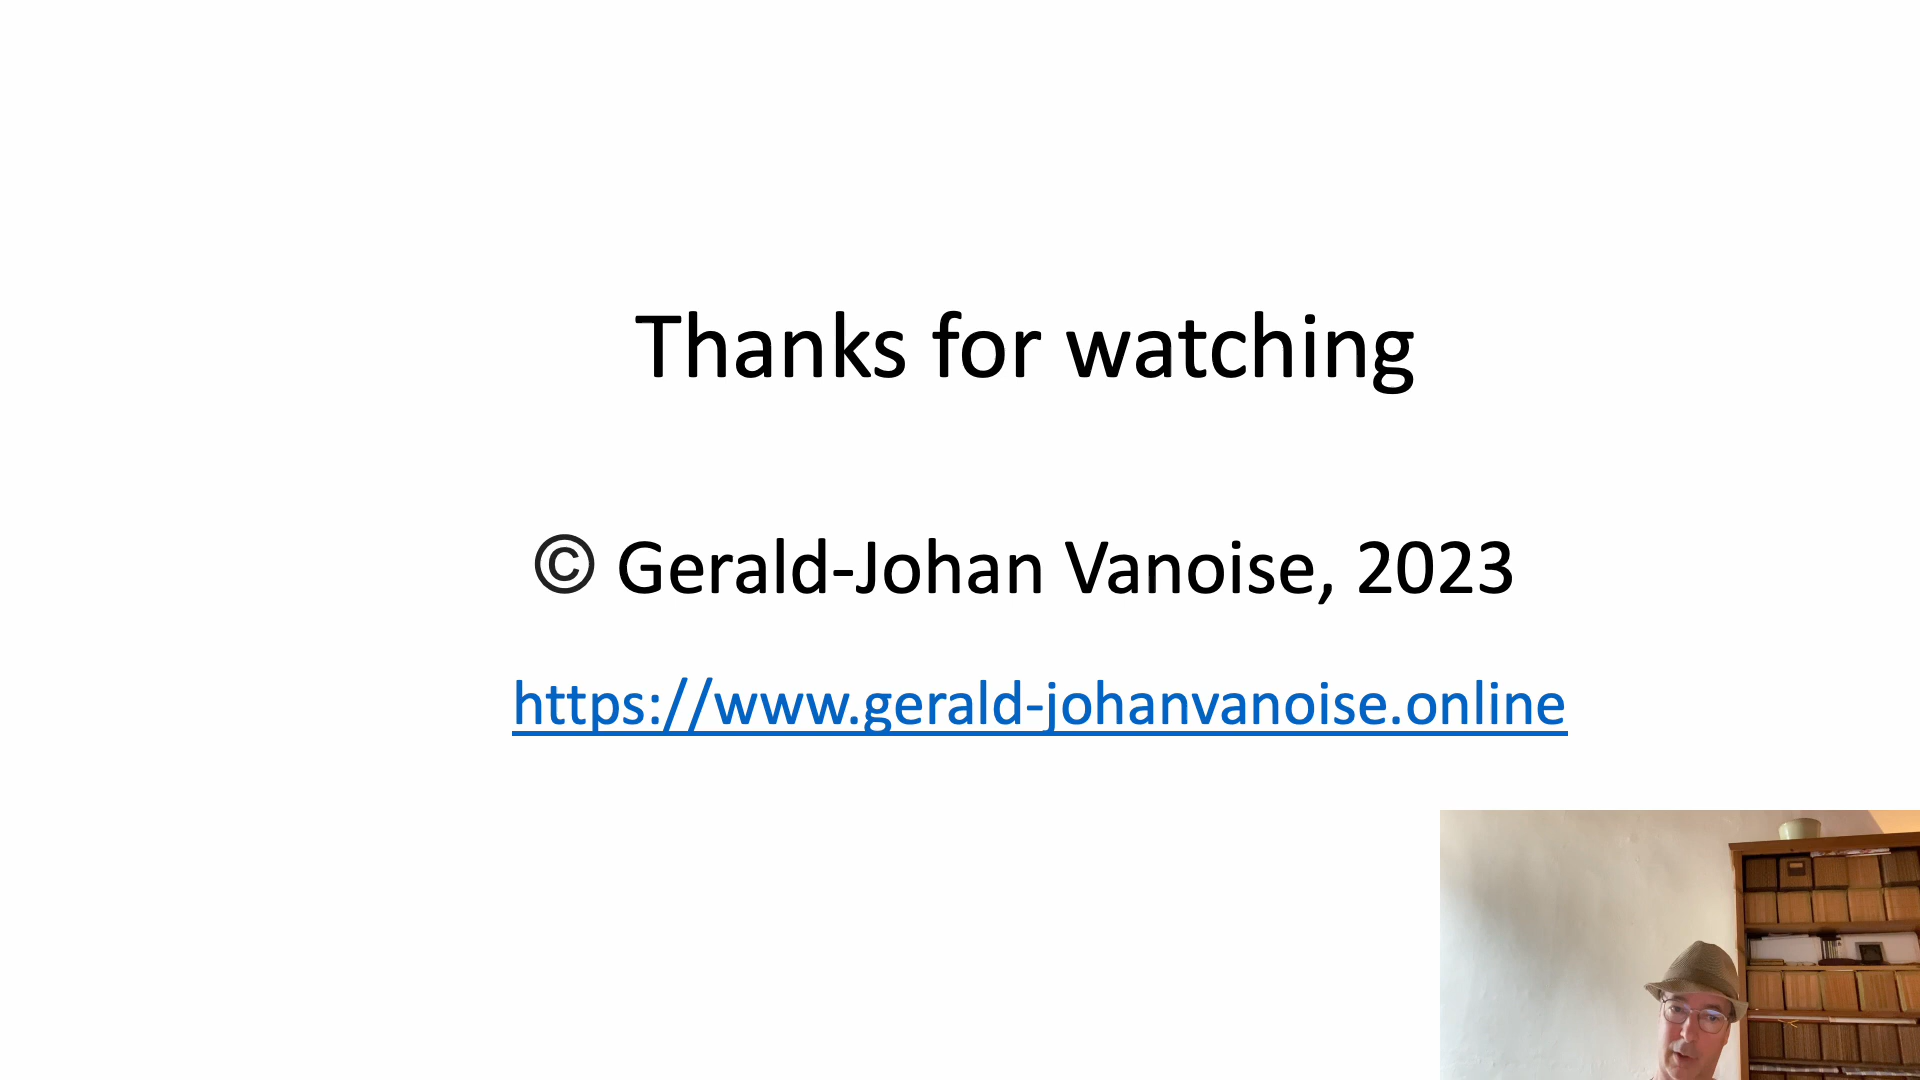 Thanks for watching
© Gerald-Johan Vanoise, 2023
https://www.gerald-johanvanoise.online